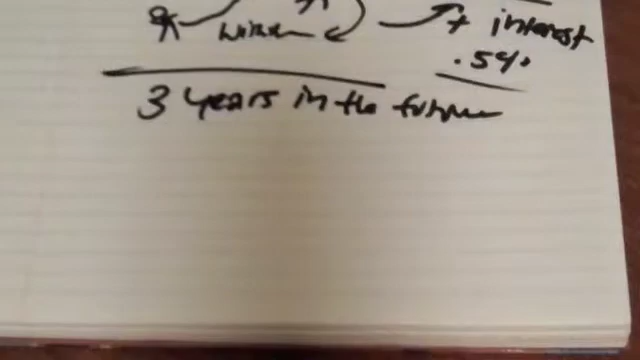 + interest
.5%
3 Years in the future